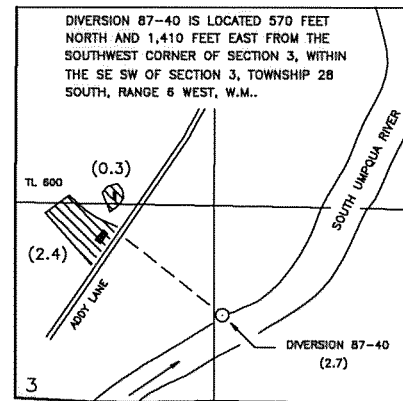 DIVERSION 87-40 IS LOCATED 570 FEET
NORTH AND 1,410 FEET EAST FROM THE
SOUTHWEST CORNER OF SECTION 3, WITHIN
THE SE SW OF SECTION 3, TOWNSHIP 28
SOUTH, RANGE 6 WEST, W.M..
(0.3)
TL 600
(2.4)
ADDY LANE
SOUTH UMPQUA RIVER
DIVERSION 87-40
(2.7)
3